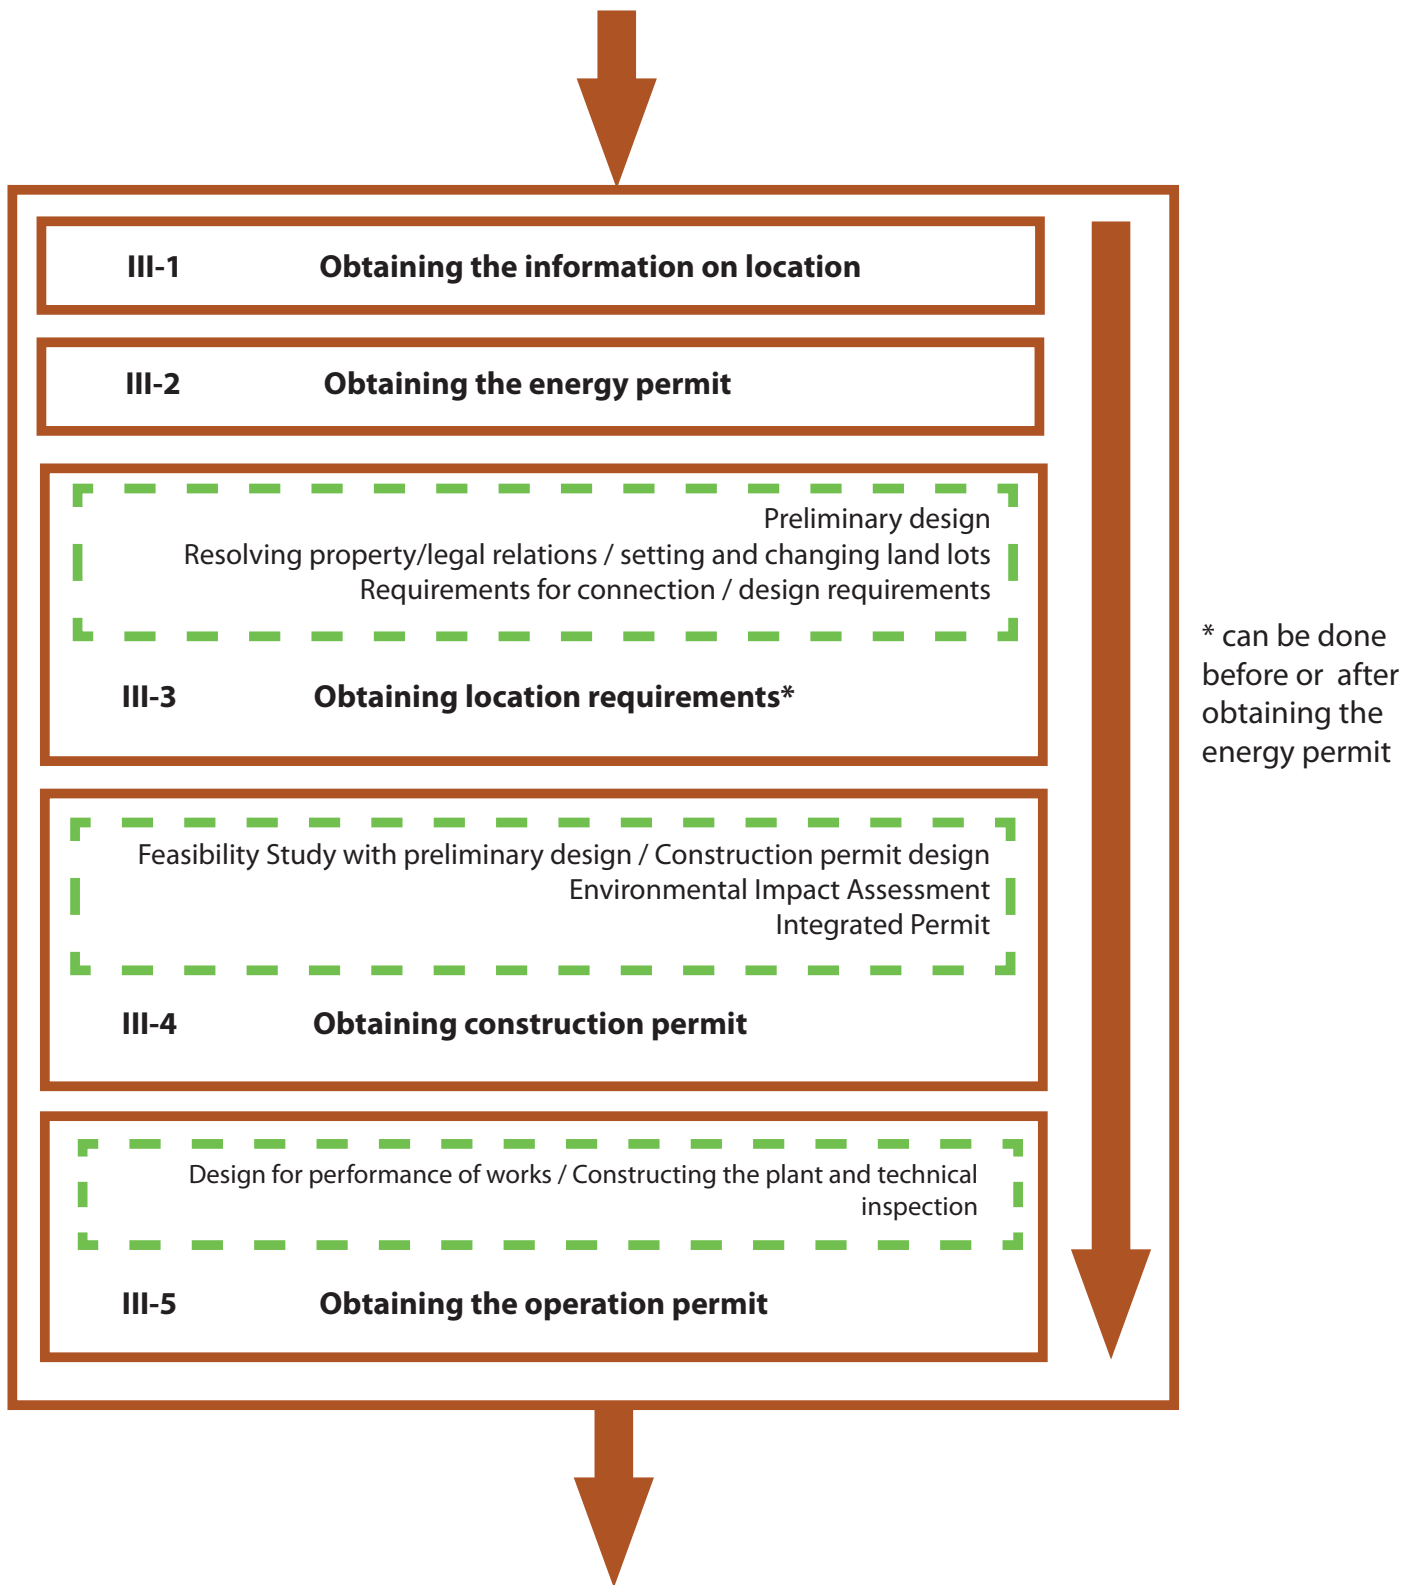 III-1 Obtaining the information on location
III-2 Obtaining the energy permit
Preliminary design
Resolving property/legal relations / setting and changing land lots
Requirements for connection / design requirements
III-3 Obtaining location requirements*
* can be done
before or after
obtaining the
energy permit
Feasibility Study with preliminary design / Construction permit design
Environmental Impact Assessment
Integrated Permit
III-4 Obtaining construction permit
Design for performance of works / Constructing the plant and technical
inspection
III-5 Obtaining the operation permit